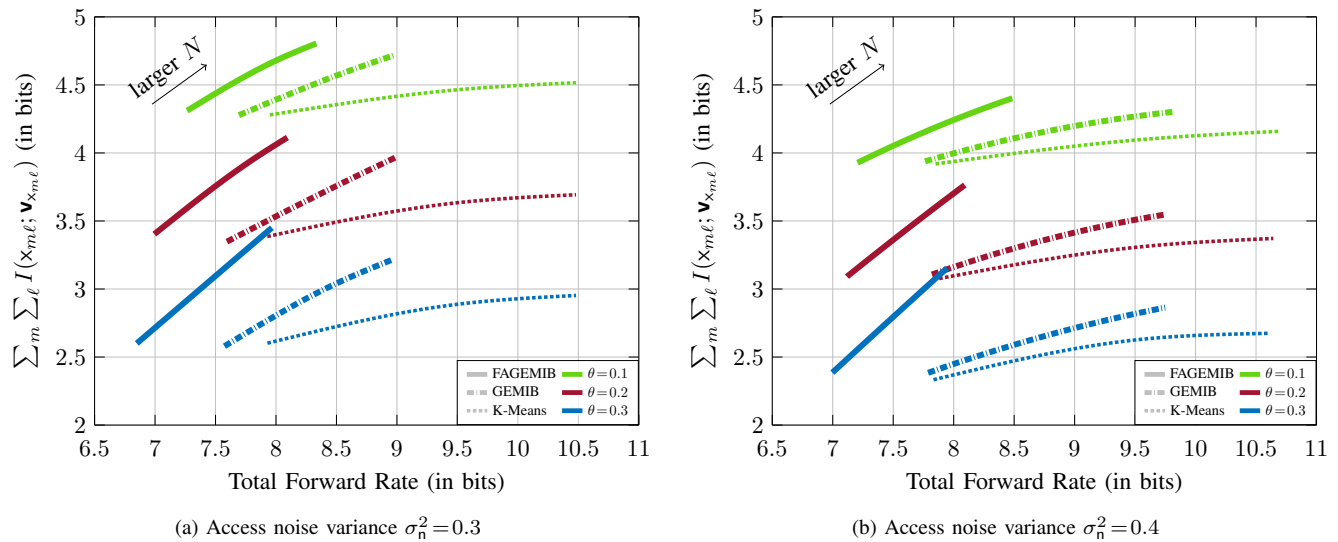 5
4.5
4
3.5
3
2.5
2
∑m ∑ℓ I(xmℓ; vxmℓ) (in bits)
larger N
FAGEMIB θ=0.1
GEMIB θ=0.2
K-Means θ=0.3
6.5 7 7.5 8 8.5 9 9.5 10 10.5 11
Total Forward Rate (in bits)
(a) Access noise variance σ²n=0.3
5
4.5
4
3.5
3
2.5
2
∑m ∑ℓ I(xmℓ; vxmℓ) (in bits)
larger N
FAGEMIB θ=0.1
GEMIB θ=0.2
K-Means θ=0.3
6.5 7 7.5 8 8.5 9 9.5 10 10.5 11
Total Forward Rate (in bits)
(b) Access noise variance σ²n=0.4